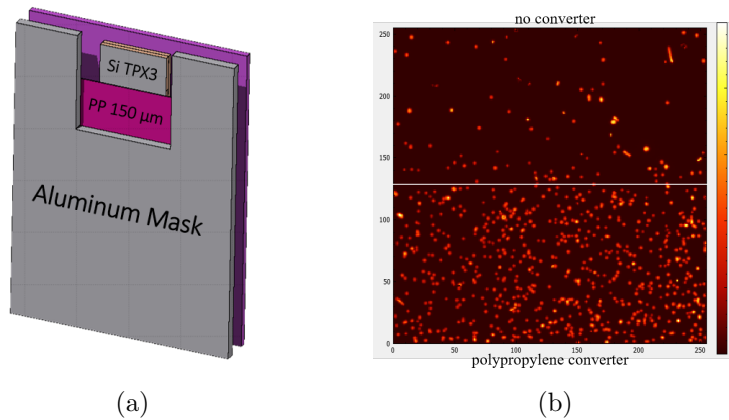 Si TPX3
PP 150 μm
Aluminum Mask
(a)
no converter
250
200
150
100
50
0
0 50 100 150 200 250
polypropylene converter
(b)